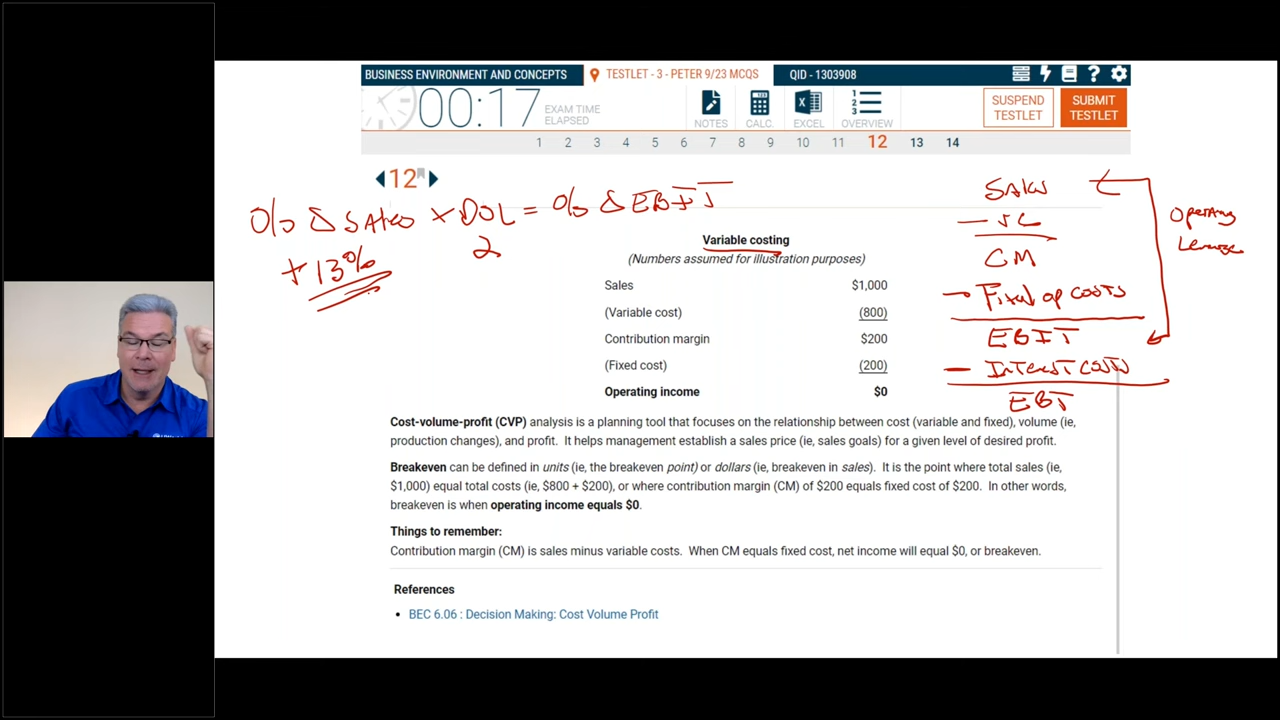 BUSINESS ENVIRONMENT AND CONCEPTS
TESTLET - 3 - PETER 9/23 MCQS
QID - 1303908
00:17
EXAM TIME
ELAPSED
NOTES
CALC.
EXCEL
OVERVIEW
SUSPEND
TESTLET
SUBMIT
TESTLET
1 2 3 4 5 6 7 8 9 10 11 12 13 14
12
% Δ SALES × DOL = % Δ EBIT
+13% 2
Variable costing
(Numbers assumed for illustration purposes)
Sales $1,000
(Variable cost) (800)
Contribution margin $200
(Fixed cost) (200)
Operating income $0
SALES
- VC
CM
- Fixed op costs
EBIT
- Interest costs
EBT
Operating
Leverage
Cost-volume-profit (CVP) analysis is a planning tool that focuses on the relationship between cost (variable and fixed), volume (ie,
production changes), and profit. It helps management establish a sales price (ie, sales goals) for a given level of desired profit.
Breakeven can be defined in units (ie, the breakeven point) or dollars (ie, breakeven in sales). It is the point where total sales (ie,
$1,000) equal total costs (ie, $800 + $200), or where contribution margin (CM) of $200 equals fixed cost of $200. In other words,
breakeven is when operating income equals $0.
Things to remember:
Contribution margin (CM) is sales minus variable costs. When CM equals fixed cost, net income will equal $0, or breakeven.
References
• BEC 6.06 : Decision Making: Cost Volume Profit